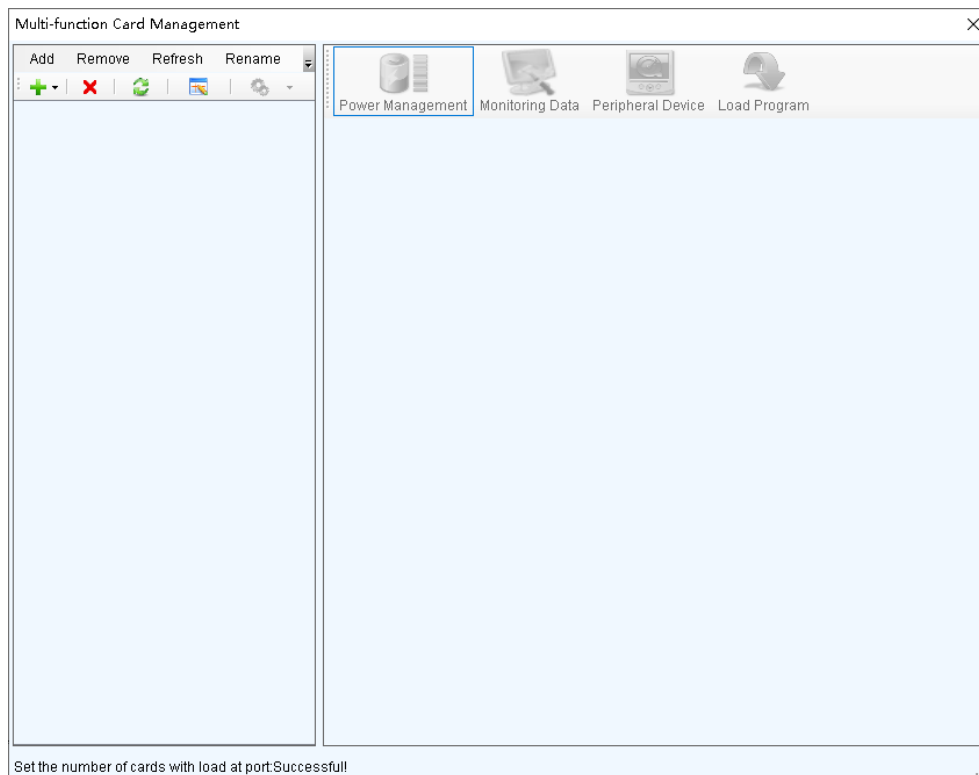 Multi-function Card Management
Add Remove Refresh Rename
Power Management Monitoring Data Peripheral Device Load Program
Set the number of cards with load at port:Successful!